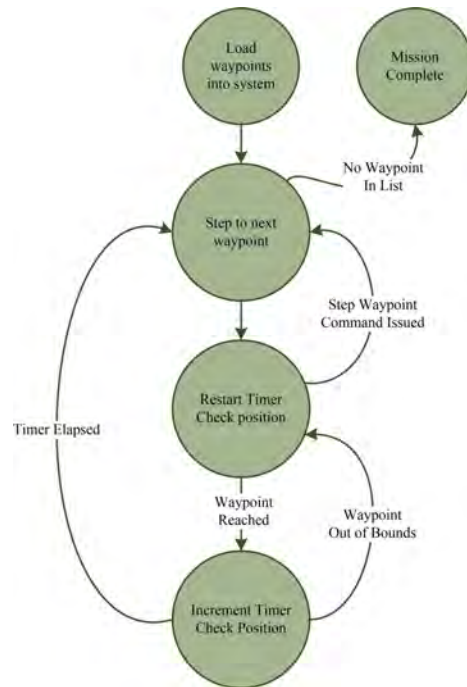 Load
waypoints
into system
Mission
Complete
No Waypoint
In List
Step to next
waypoint
Step Waypoint
Command Issued
Restart Timer
Check position
Timer Elapsed
Waypoint
Reached
Waypoint
Out of Bounds
Increment Timer
Check Position